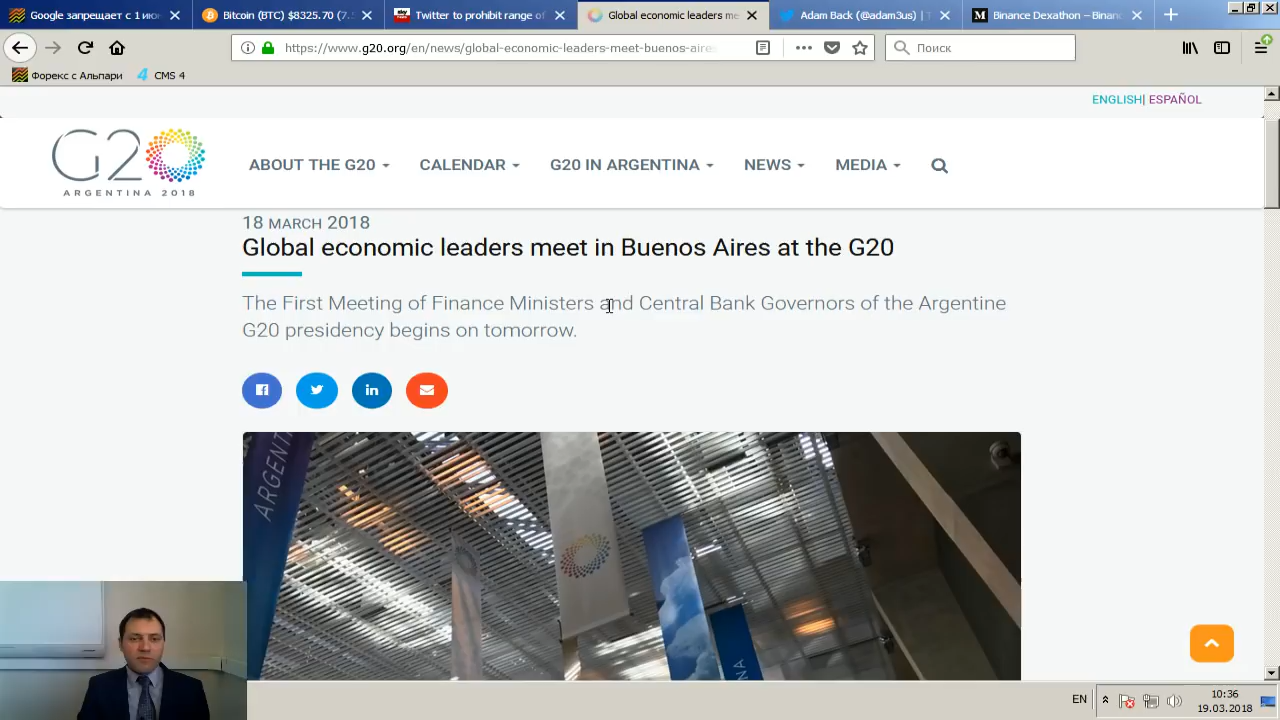 Google запрещает с 1 июн
Bitcoin (BTC) $8325.70 (7.
Twitter to prohibit range of
Global economic leaders me
Adam Back (@adam3us) | T
Binance Dexathon – Binanc
https://www.g20.org/en/news/global-economic-leaders-meet-buenos-aires
Поиск
Форекс с Альпари
CMS 4
ENGLISH| ESPAÑOL
G20
ARGENTINA 2018
ABOUT THE G20
CALENDAR
G20 IN ARGENTINA
NEWS
MEDIA
18 MARCH 2018
Global economic leaders meet in Buenos Aires at the G20
The First Meeting of Finance Ministers and Central Bank Governors of the Argentine
G20 presidency begins on tomorrow.
ARGENT
NA
EN
10:36
19.03.2018